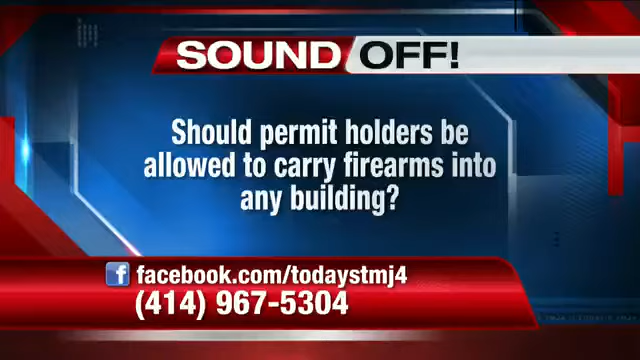 SOUND OFF!
Should permit holders be
allowed to carry firearms into
any building?
f facebook.com/todaystmj4
(414) 967-5304